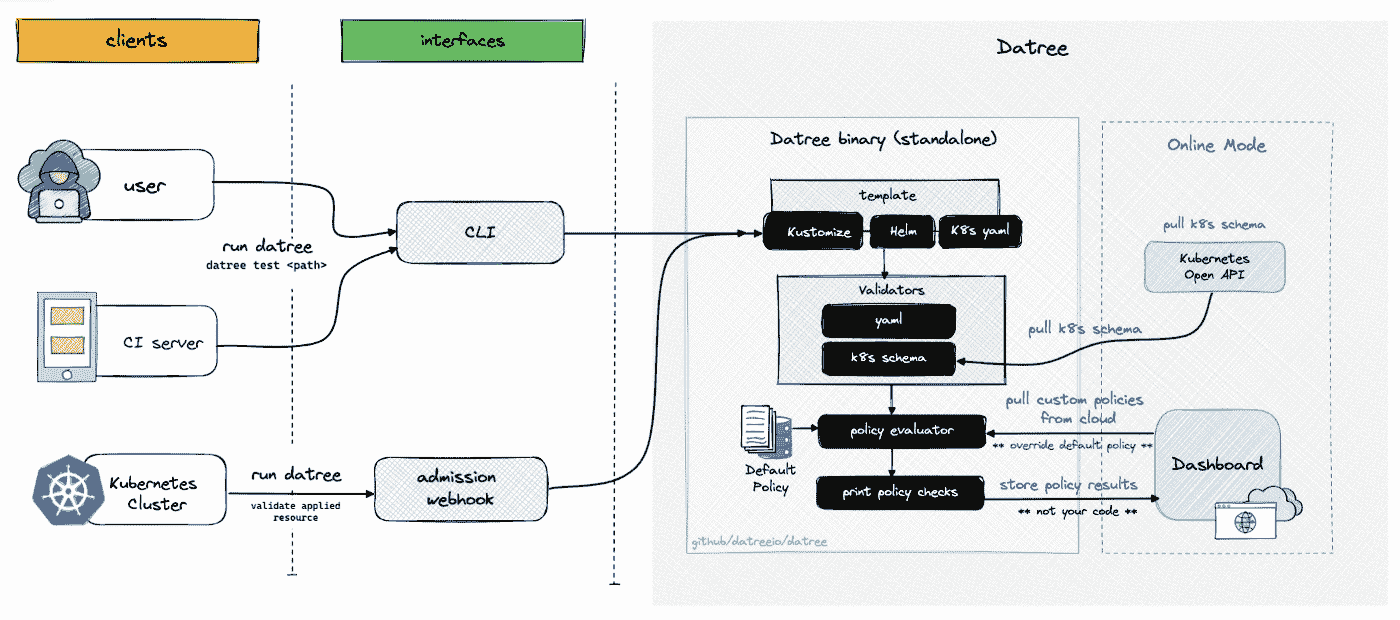 clients
interfaces
Datree
user
run datree
datree test <path>
CI server
Kubernetes
Cluster
run datree
validate applied
resource
CLI
admission
webhook
Datree binary (standalone)
template
Kustomize
Helm
K8s yaml
Validators
yaml
k8s schema
policy evaluator
Default
Policy
print policy checks
github/datreeio/datree
Online Mode
pull k8s schema
Kubernetes
Open API
pull k8s schema
pull custom policies
from cloud
** override default policy **
Dashboard
store policy results
** not your code **